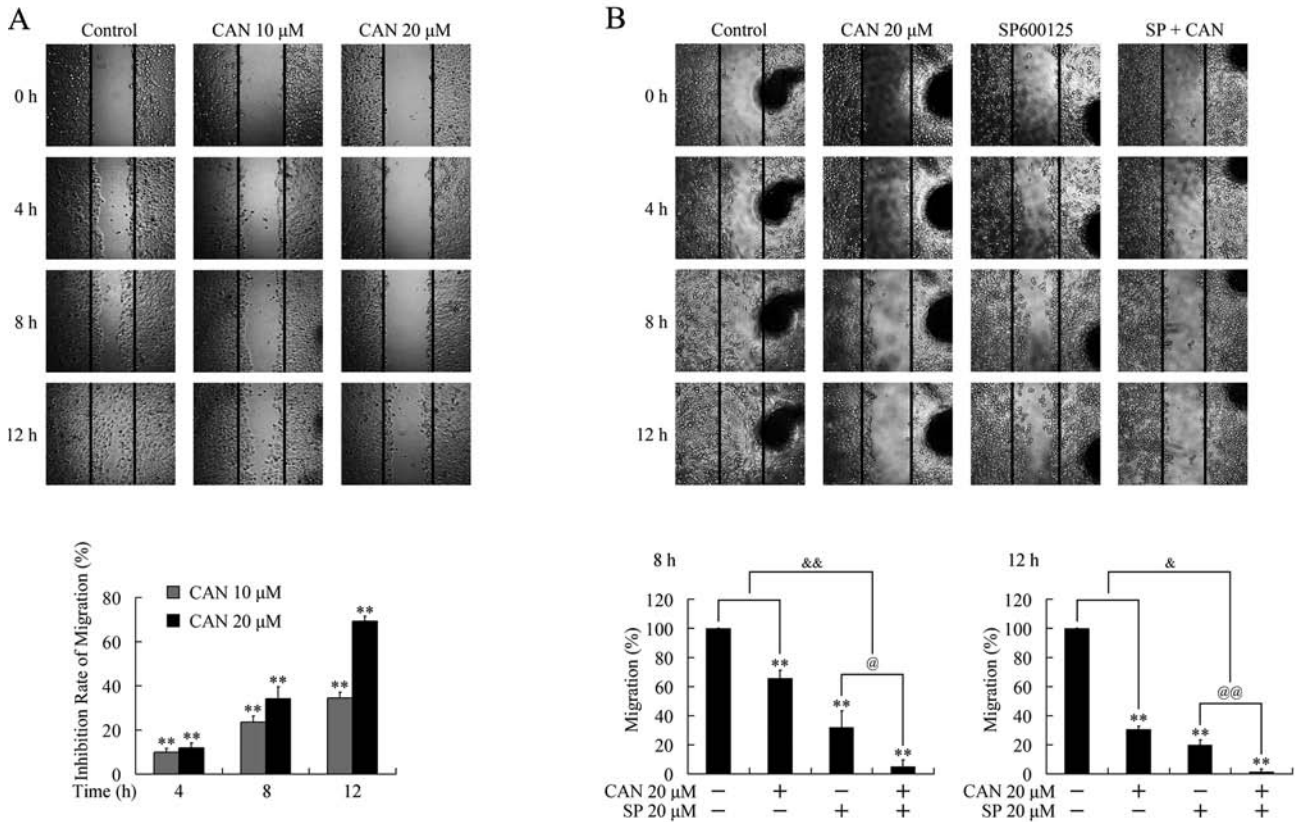 A
Control CAN 10 μM CAN 20 μM
0 h
4 h
8 h
12 h
Inhibition Rate of Migration (%)
80
60
40
20
0
CAN 10 μM
CAN 20 μM
** ** ** ** ** **
Time (h) 4 8 12
B
Control CAN 20 μM SP600125 SP + CAN
0 h
4 h
8 h
12 h
8 h
&&
Migration (%)
120
100
80
60
40
20
0
** ** @ **
CAN 20 μM − + − +
SP 20 μM − − + +
12 h
&
Migration (%)
120
100
80
60
40
20
0
** ** @@ **
CAN 20 μM − + − +
SP 20 μM − − + +